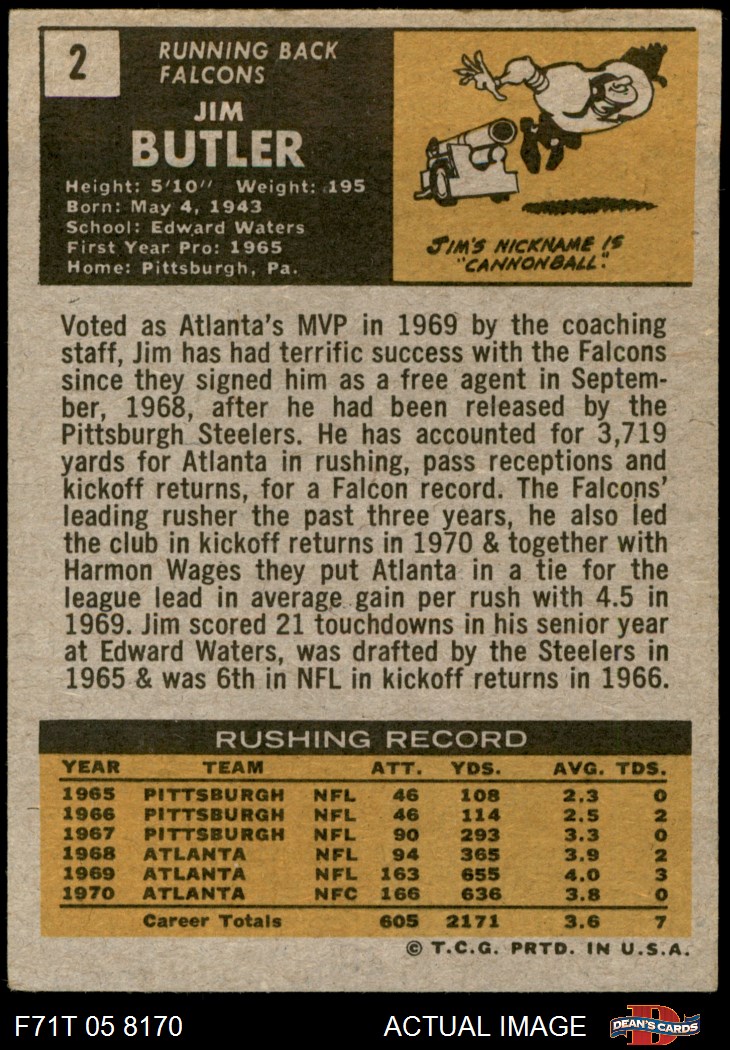 2
RUNNING BACK
FALCONS
JIM
BUTLER
Height: 5'10" Weight: 195
Born: May 4, 1943
School: Edward Waters
First Year Pro: 1965
Home: Pittsburgh, Pa.
JIM'S NICKNAME IS
"CANNONBALL".
Voted as Atlanta's MVP in 1969 by the coaching
staff, Jim has had terrific success with the Falcons
since they signed him as a free agent in Septem-
ber, 1968, after he had been released by the
Pittsburgh Steelers. He has accounted for 3,719
yards for Atlanta in rushing, pass receptions and
kickoff returns, for a Falcon record. The Falcons'
leading rusher the past three years, he also led
the club in kickoff returns in 1970 & together with
Harmon Wages they put Atlanta in a tie for the
league lead in average gain per rush with 4.5 in
1969. Jim scored 21 touchdowns in his senior year
at Edward Waters, was drafted by the Steelers in
1965 & was 6th in NFL in kickoff returns in 1966.
RUSHING RECORD
YEAR TEAM ATT. YDS. AVG. TDS.
1965 PITTSBURGH NFL 46 108 2.3 0
1966 PITTSBURGH NFL 46 114 2.5 2
1967 PITTSBURGH NFL 90 293 3.3 0
1968 ATLANTA NFL 94 365 3.9 2
1969 ATLANTA NFL 163 655 4.0 3
1970 ATLANTA NFC 166 636 3.8 0
Career Totals 605 2171 3.6 7
© T.C.G. PRTD. IN U.S.A.
F71T 05 8170 ACTUAL IMAGE
DEAN'S CARDS